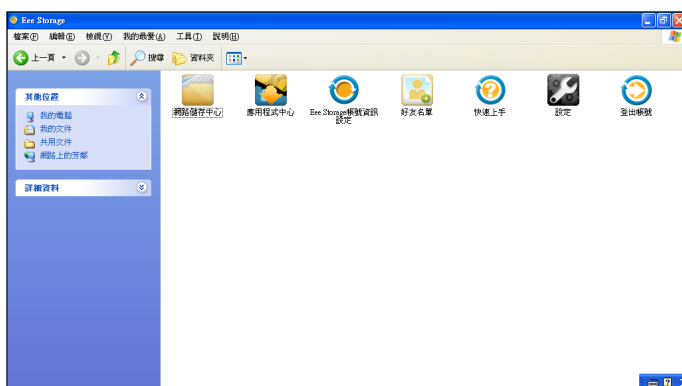 Eee Storage
檔案(F) 編輯(E) 檢視(V) 我的最愛(A) 工具(T) 說明(H)
上一頁 搜尋 資料夾
其他位置
我的電腦
我的文件
共用文件
網路上的芳鄰
詳細資料
網路儲存中心
應用程式中心
Eee Storage帳號資訊
設定
好友名單
快速上手
設定
登出帳號